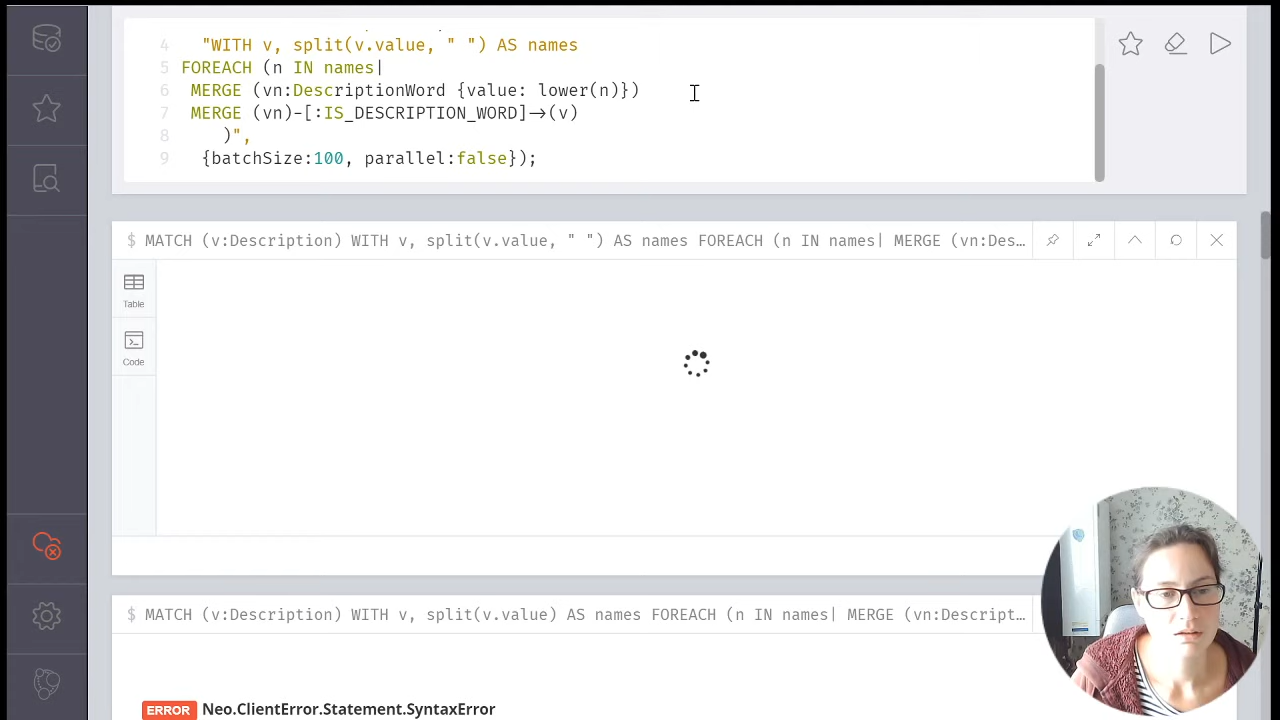 4 "WITH v, split(v.value, " ") AS names
5 FOREACH (n IN names|
6 MERGE (vn:DescriptionWord {value: lower(n)})
7 MERGE (vn)-[:IS_DESCRIPTION_WORD]->(v)
8 )",
9 {batchSize:100, parallel:false});
$ MATCH (v:Description) WITH v, split(v.value, " ") AS names FOREACH (n IN names| MERGE (vn:Des…
Table
Code
$ MATCH (v:Description) WITH v, split(v.value) AS names FOREACH (n IN names| MERGE (vn:Descript…
ERROR Neo.ClientError.Statement.SyntaxError